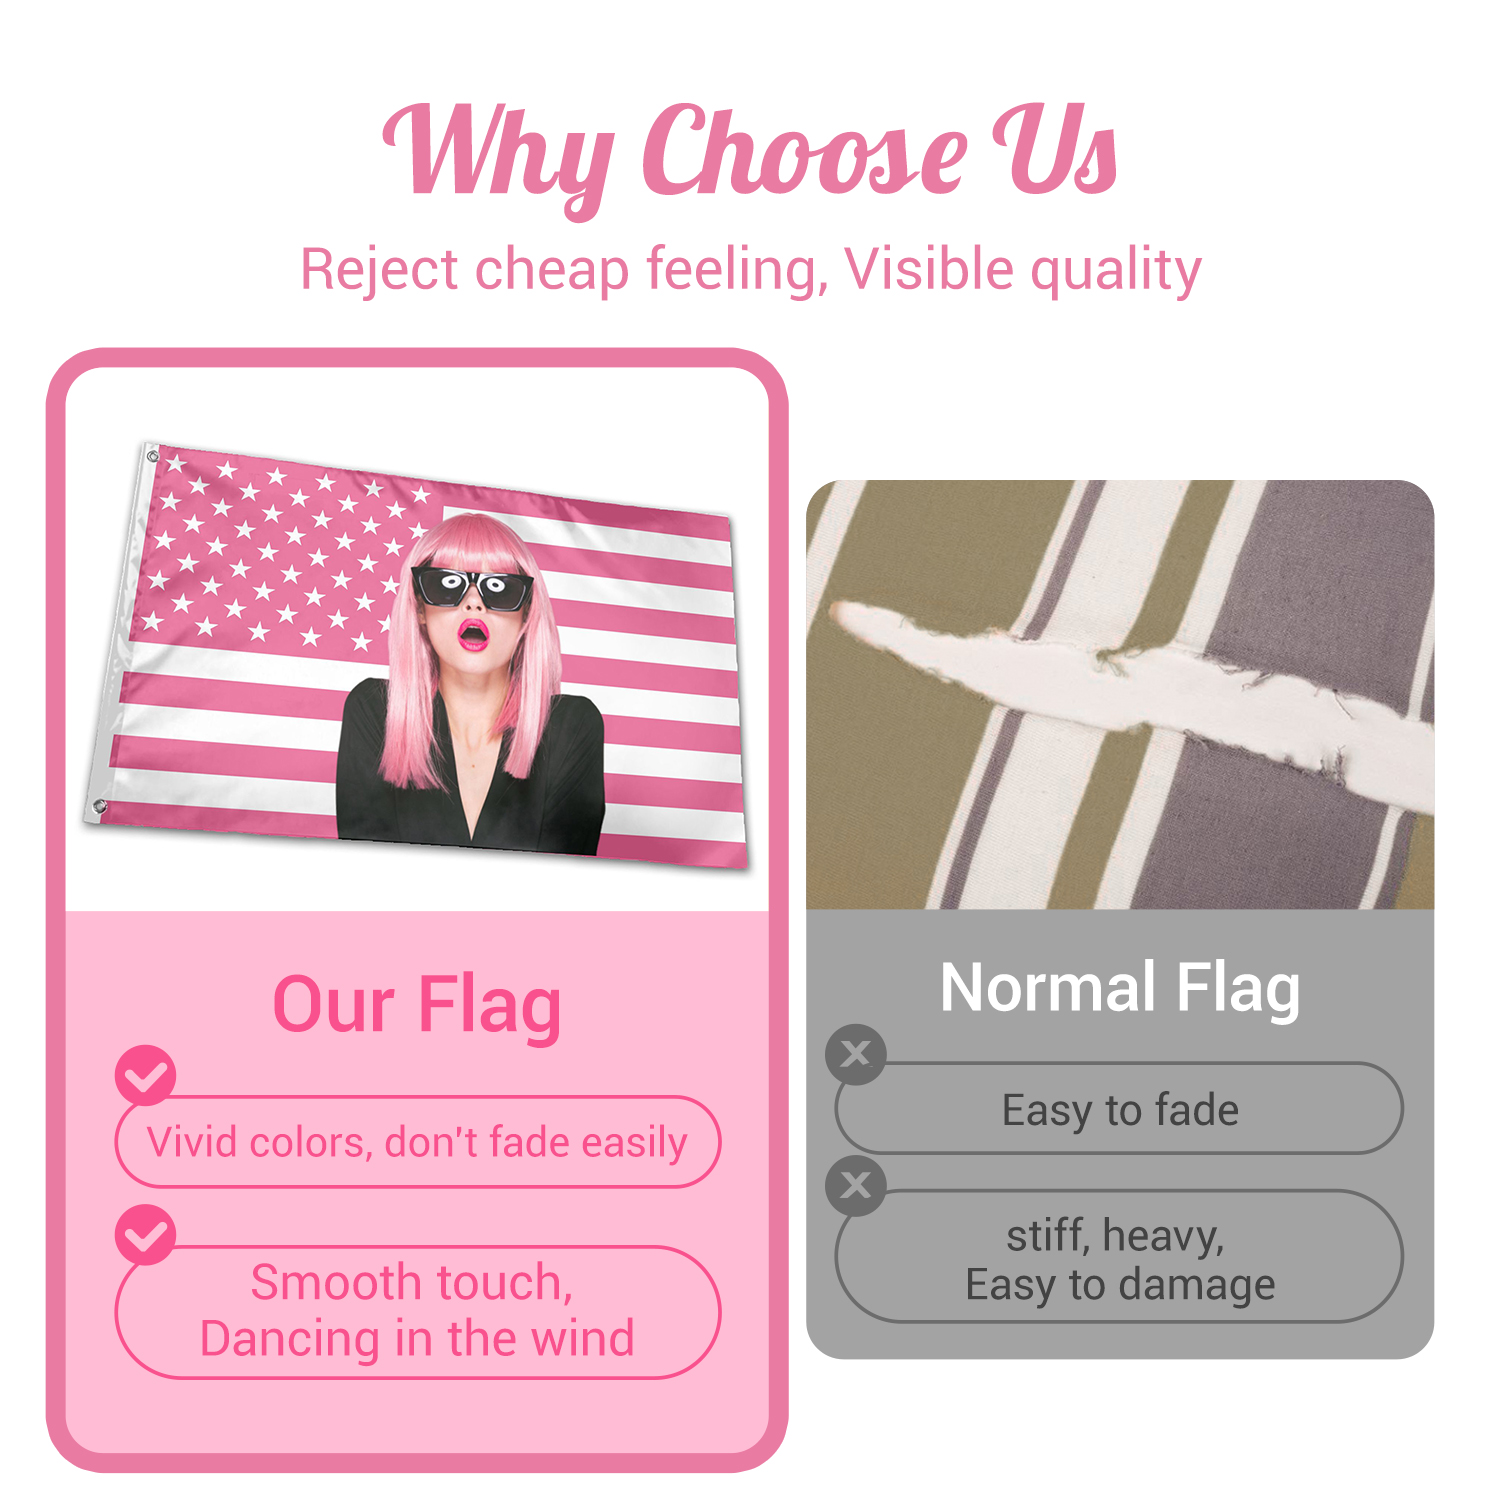 Why Choose Us
Reject cheap feeling, Visible quality
Our Flag
Vivid colors, don't fade easily
Smooth touch,
Dancing in the wind
Normal Flag
Easy to fade
stiff, heavy,
Easy to damage